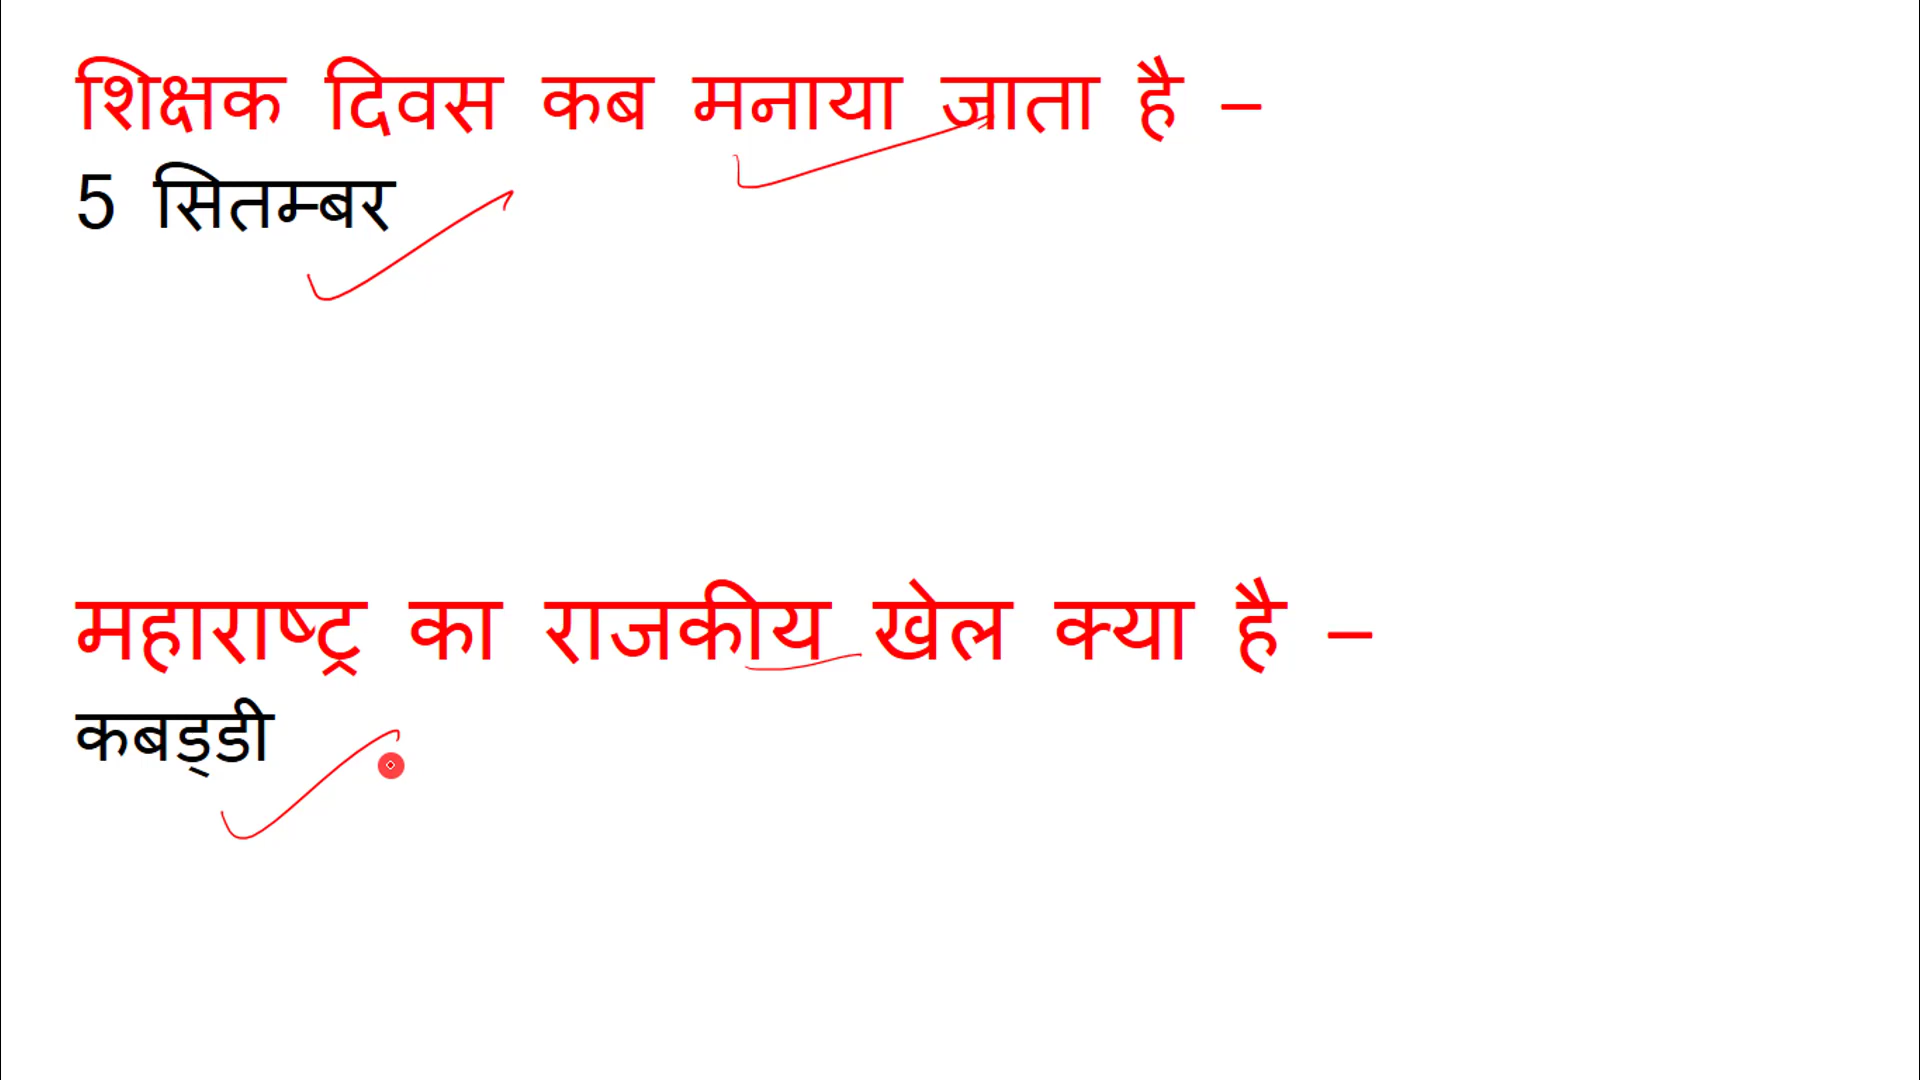 शिक्षक दिवस कब मनाया जाता है –
5 सितम्बर
महाराष्ट्र का राजकीय खेल क्या है –
कबड्डी